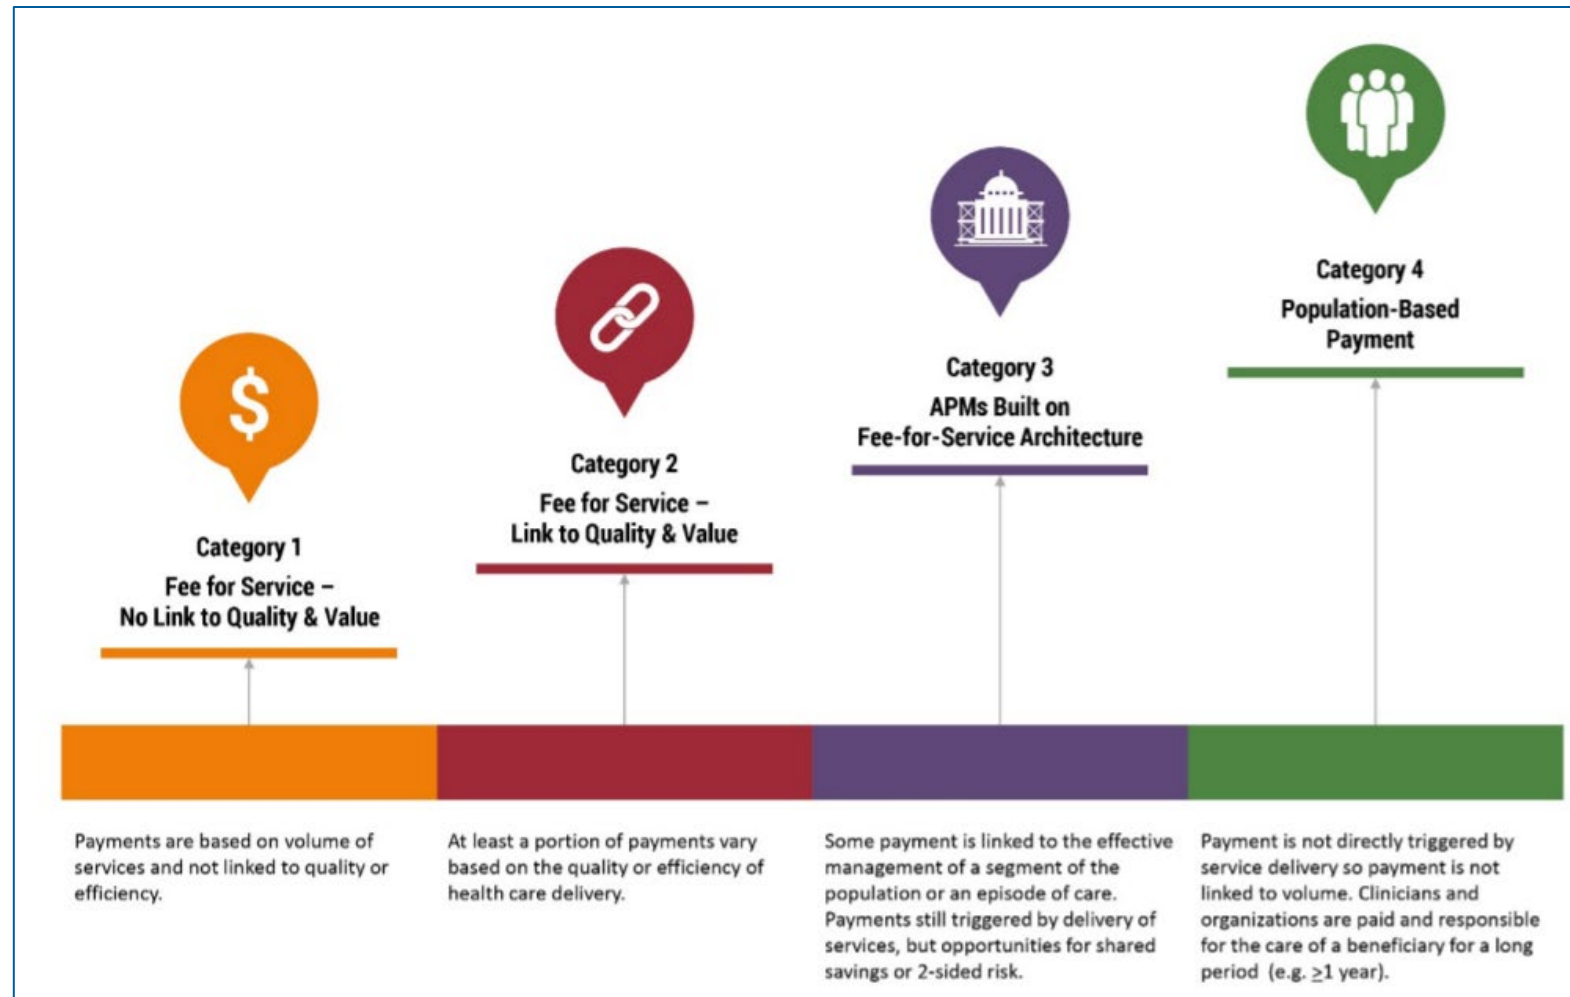 $
Category 1
Fee for Service –
No Link to Quality & Value
Category 2
Fee for Service –
Link to Quality & Value
Category 3
APMs Built on
Fee-for-Service Architecture
Category 4
Population-Based
Payment
Payments are based on volume of
services and not linked to quality or
efficiency.
At least a portion of payments vary
based on the quality or efficiency of
health care delivery.
Some payment is linked to the effective
management of a segment of the
population or an episode of care.
Payments still triggered by delivery of
services, but opportunities for shared
savings or 2-sided risk.
Payment is not directly triggered by
service delivery so payment is not
linked to volume. Clinicians and
organizations are paid and responsible
for the care of a beneficiary for a long
period (e.g. ≥1 year).